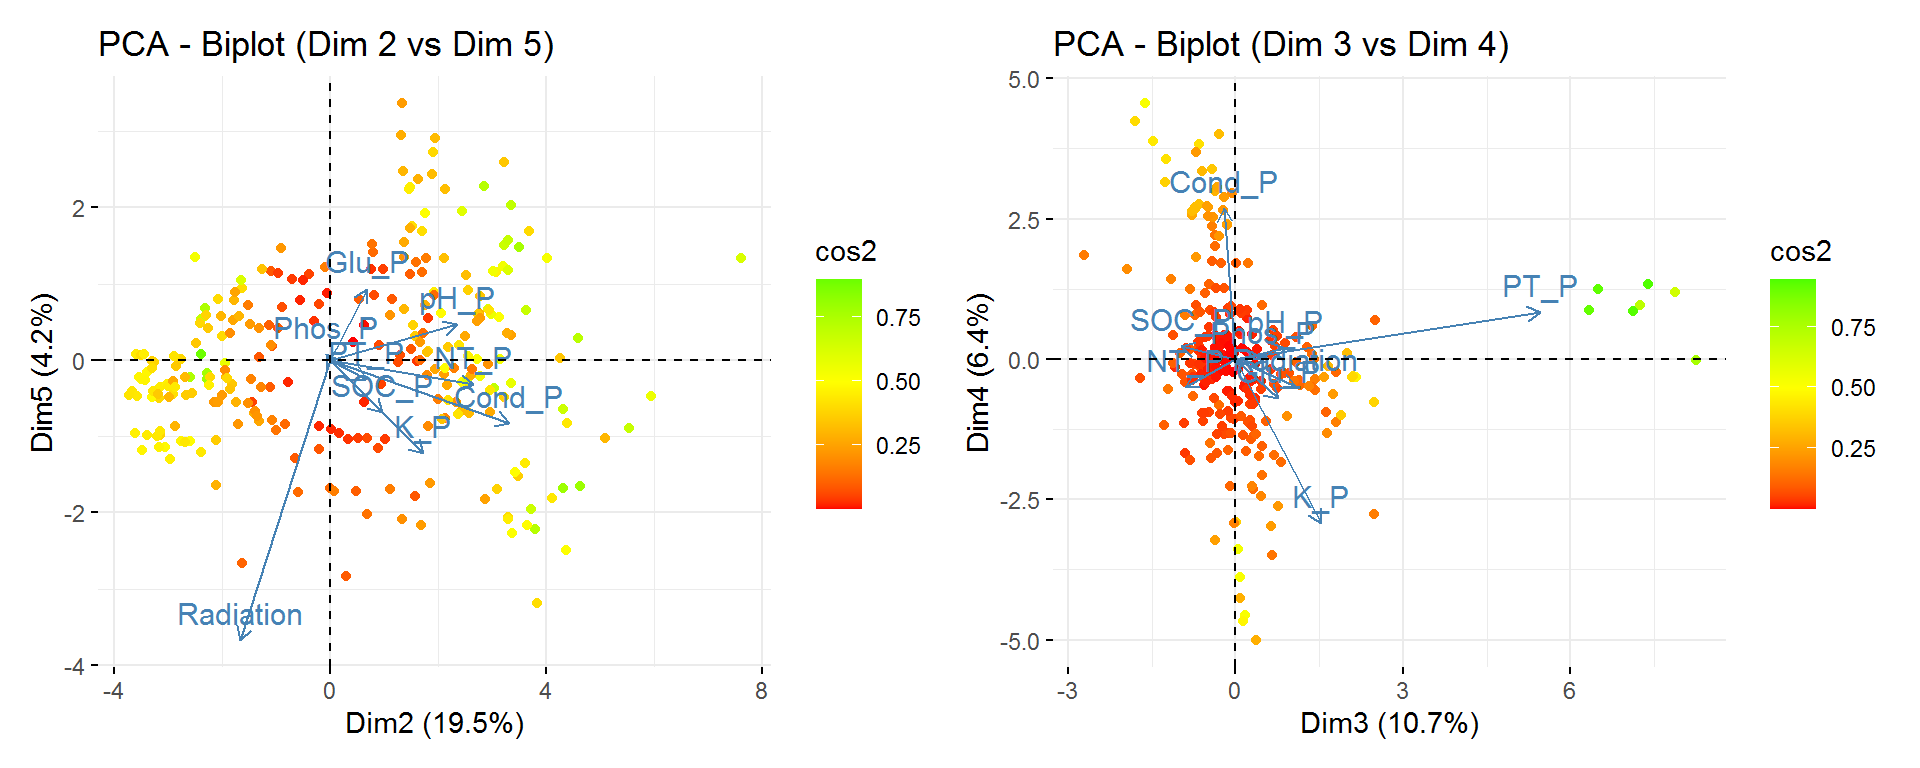 PCA - Biplot (Dim 2 vs Dim 5)
Dim5 (4.2%)
2
0
-2
-4
Glu_P
pH_P
Phos_P
PT_P
NT_P
SOC_P
Cond_P
K_P
Radiation
-4
0
4
8
Dim2 (19.5%)
cos2
0.75
0.50
0.25
PCA - Biplot (Dim 3 vs Dim 4)
Dim4 (6.4%)
5.0
2.5
0.0
-2.5
-5.0
Cond_P
PT_P
SOC_P
pH_P
Phos_P
NT_P
Radiation
K_P
-3
0
3
6
Dim3 (10.7%)
cos2
0.75
0.50
0.25